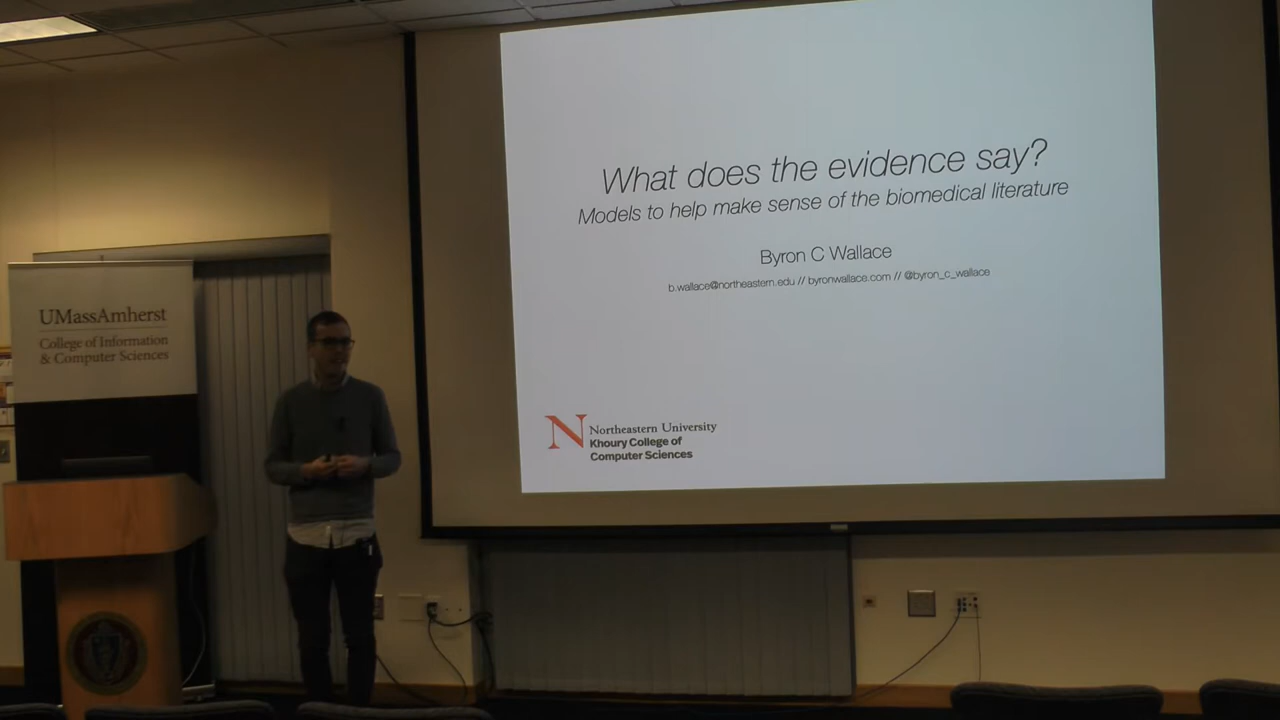 What does the evidence say?
Models to help make sense of the biomedical literature
Byron C Wallace
b.wallace@northeastern.edu // byronwallace.com // @byron_c_wallace
N Northeastern University
Khoury College of
Computer Sciences
UMassAmherst
College of Information
& Computer Sciences